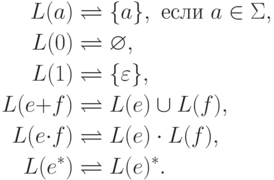 L(a) ⇌ {a}, если a ∈ Σ,
L(0) ⇌ ∅,
L(1) ⇌ {ε},
L(e+f) ⇌ L(e) ∪ L(f),
L(e·f) ⇌ L(e) · L(f),
L(e*) ⇌ L(e)*.